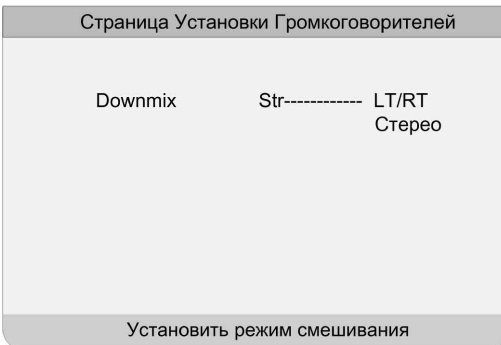 Страница Установки Громкоговорителей
Downmix Str------------ LT/RT
Стерео
Установить режим смешивания